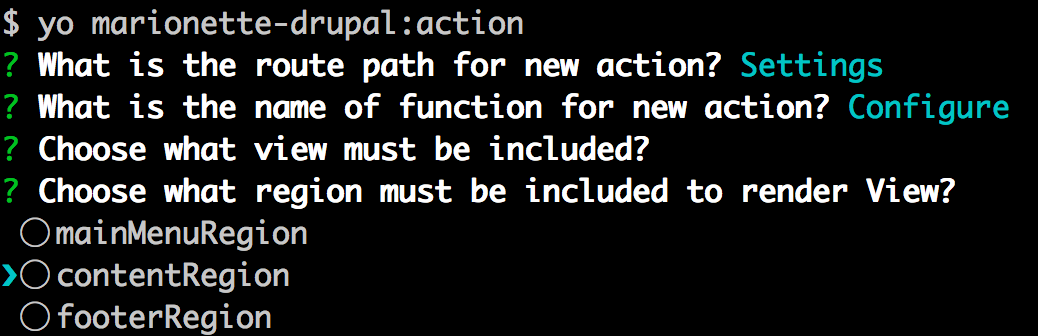 $ yo marionette-drupal:action
? What is the route path for new action? Settings
? What is the name of function for new action? Configure
? Choose what view must be included?
? Choose what region must be included to render View?
◯ mainMenuRegion
❯◯ contentRegion
◯ footerRegion